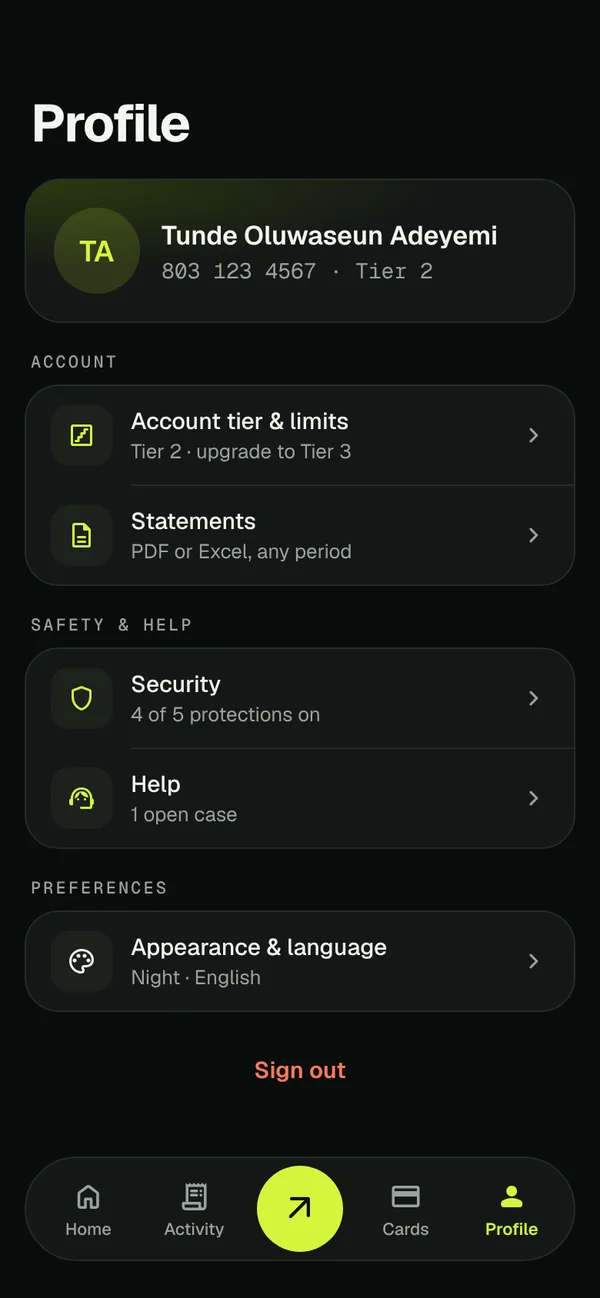 Profile
TA
Tunde Oluwaseun Adeyemi
803 123 4567 · Tier 2
ACCOUNT
Account tier & limits
Tier 2 · upgrade to Tier 3
Statements
PDF or Excel, any period
SAFETY & HELP
Security
4 of 5 protections on
Help
1 open case
PREFERENCES
Appearance & language
Night · English
Sign out
Home
Activity
Cards
Profile